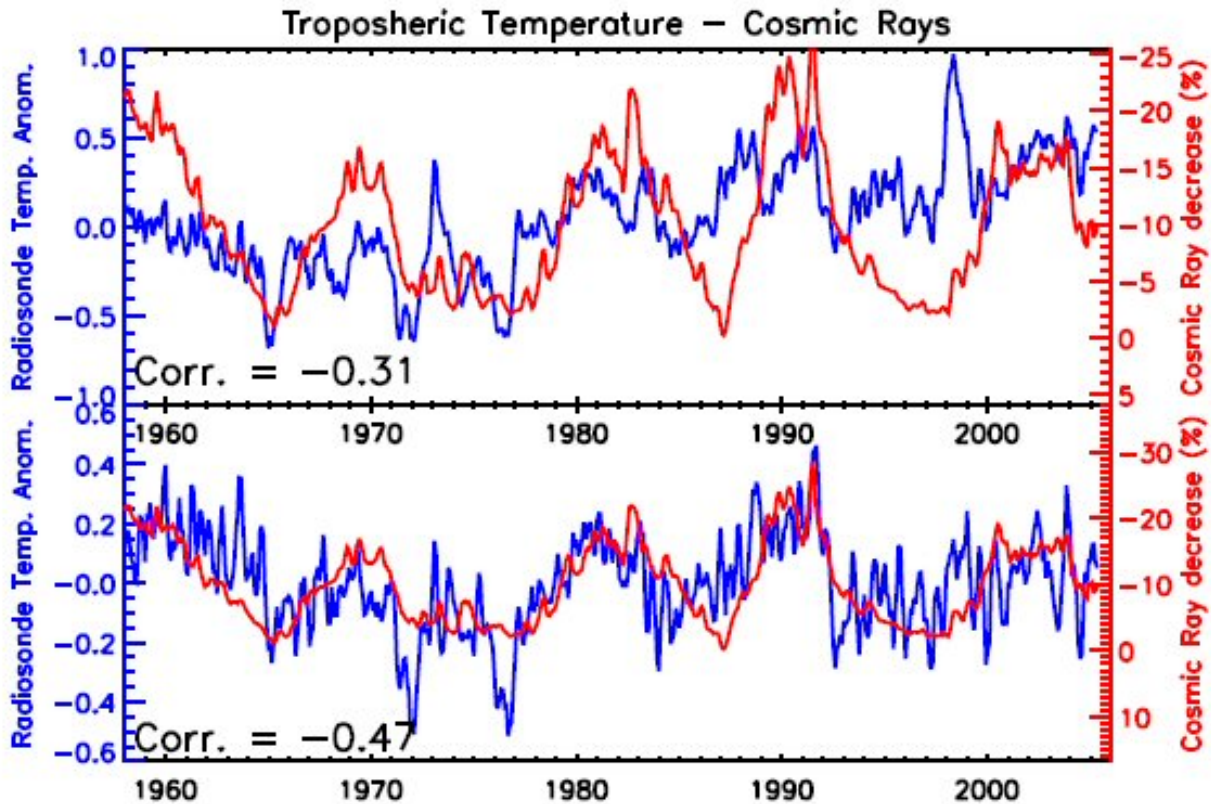 Troposheric Temperature – Cosmic Rays
Radiosonde Temp. Anom.
1.0
0.5
0.0
−0.5
−1.0
Corr. = −0.31
−25
−20
−15
−10
−5
0
5
Cosmic Ray decrease (%)
1960 1970 1980 1990 2000
Radiosonde Temp. Anom.
0.6
0.4
0.2
−0.0
−0.2
−0.4
−0.6
Corr. = −0.47
−30
−20
−10
0
10
Cosmic Ray decrease (%)
1960 1970 1980 1990 2000